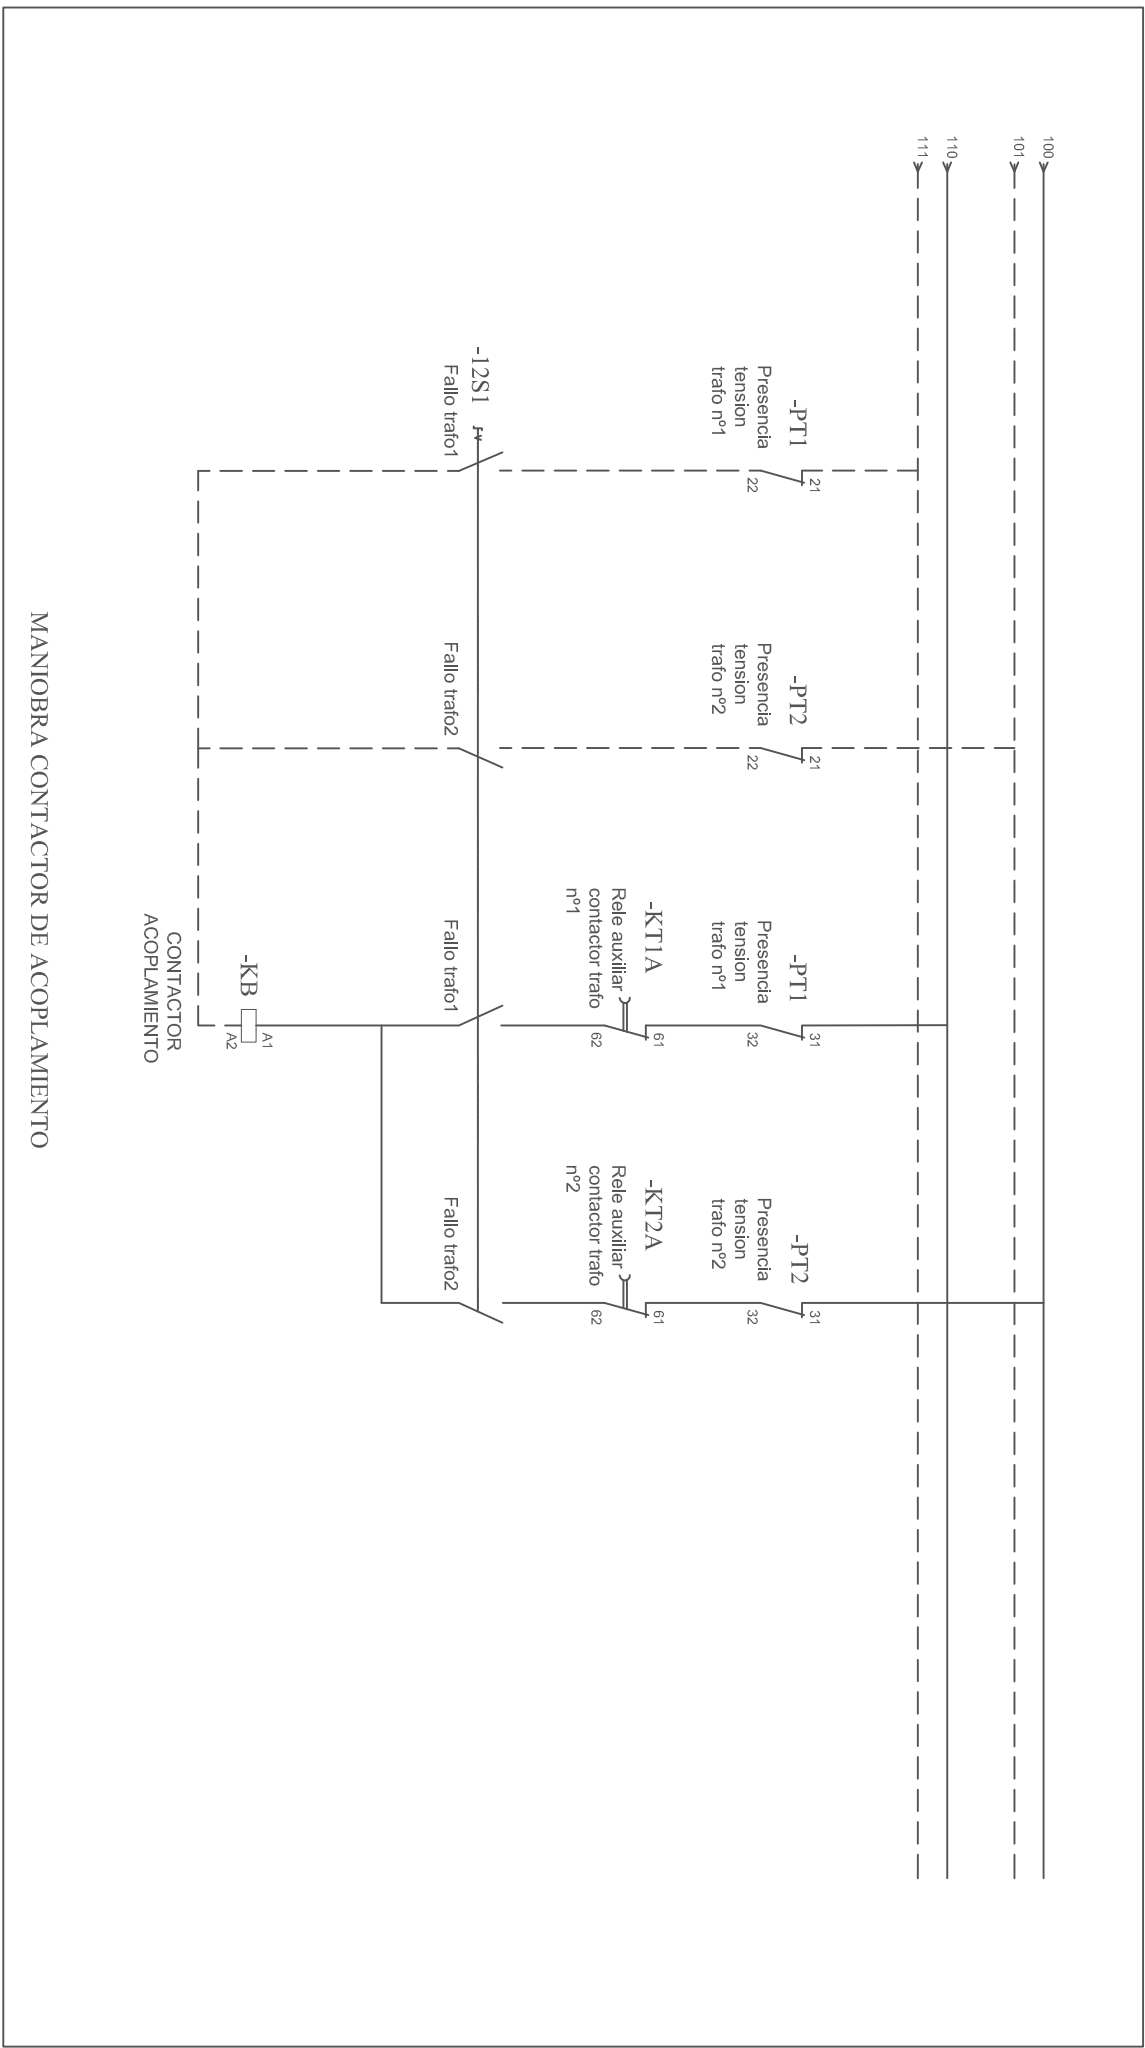 100
101
110
111
-PT1
Presencia
tension
trafo nº1
21
22
-PT2
Presencia
tension
trafo nº2
21
22
-PT1
Presencia
tension
trafo nº1
31
32
-PT2
Presencia
tension
trafo nº2
31
32
-KT1A
Rele auxiliar
contactor trafo
nº1
61
62
-KT2A
Rele auxiliar
contactor trafo
nº2
61
62
-12S1
Fallo trafo1
Fallo trafo2
Fallo trafo1
Fallo trafo2
-KB
A1
A2
CONTACTOR
ACOPLAMIENTO
MANIOBRA CONTACTOR DE ACOPLAMIENTO